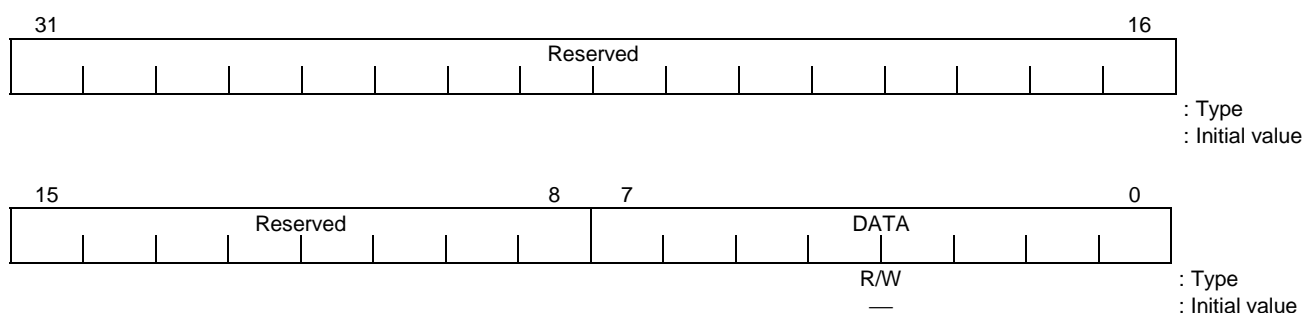 31 16
Reserved
: Type
: Initial value
15 8 7 0
Reserved DATA
R/W : Type
— : Initial value